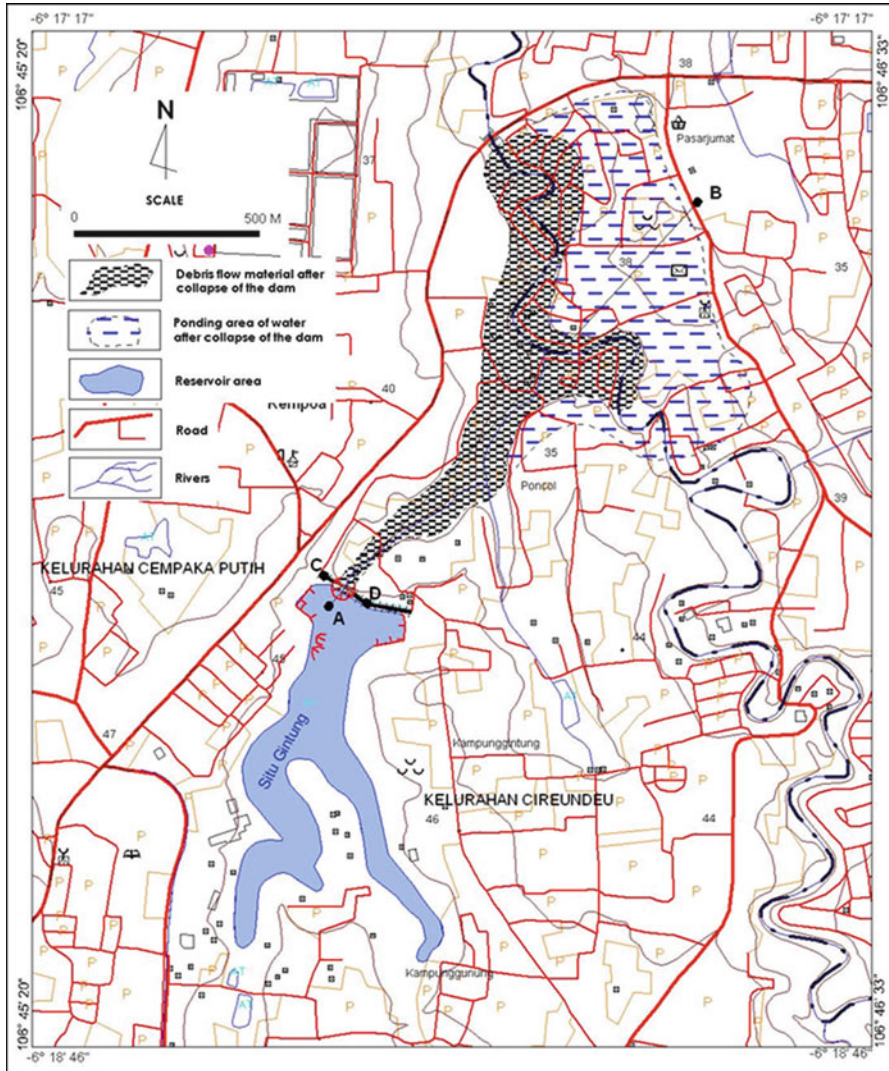 -6° 17' 17"
-6° 17' 17"
106° 45' 20"
106° 46' 33"
N
SCALE
0
500 M
Debris flow material after
collapse of the dam
Ponding area of water
after collapse of the dam
Reservoir area
Road
Rivers
38
Pasarjumat
B
37
38
35
40
35
Poncol
39
KELURAHAN CEMPAKA PUTIH
45
C
D
A
45
44
47
Situ Gintung
Kampunggintung
KELURAHAN CIREUNDEU
46
44
Kampunggunung
106° 45' 20"
106° 46' 33"
-6° 18' 46"
-6° 18' 46"